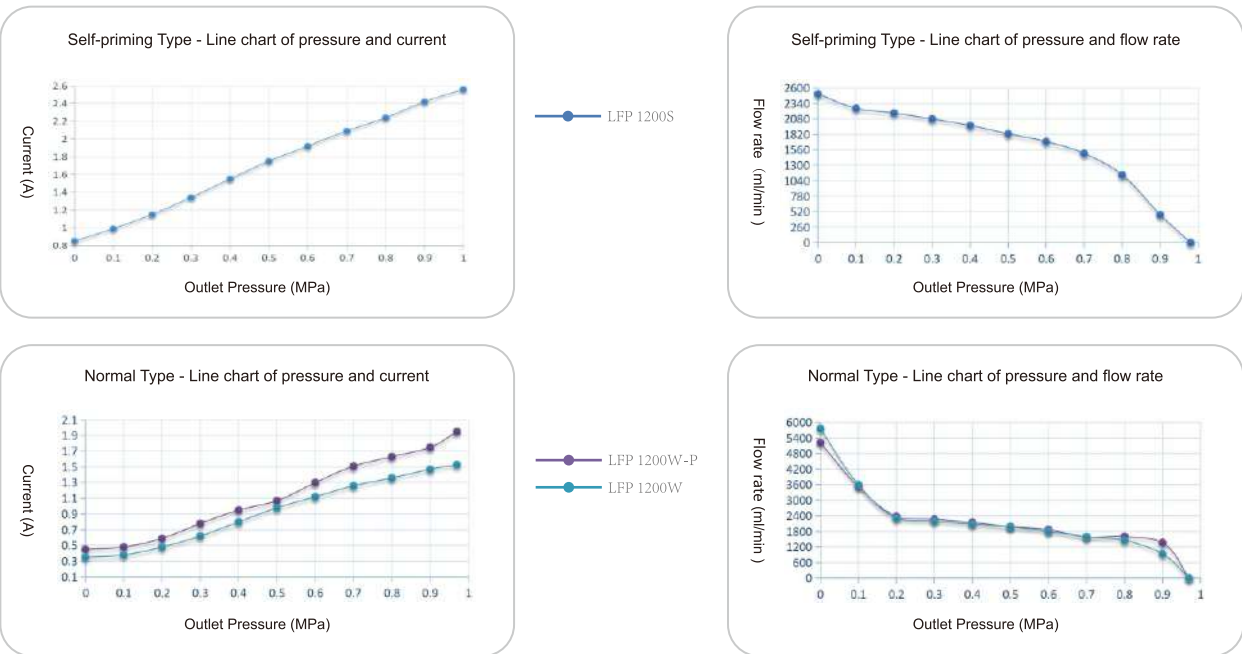 Self-priming Type - Line chart of pressure and current
2.6
2.4
2.2
2
1.8
1.6
1.4
1.2
1
0.8
Current (A)
0 0.1 0.2 0.3 0.4 0.5 0.6 0.7 0.8 0.9 1
Outlet Pressure (MPa)
LFP 1200S
Self-priming Type - Line chart of pressure and flow rate
2600
2340
2080
1820
1560
1300
1040
780
520
260
0
Flow rate (ml/min )
0 0.1 0.2 0.3 0.4 0.5 0.6 0.7 0.8 0.9 1
Outlet Pressure (MPa)
Normal Type - Line chart of pressure and current
2.1
1.9
1.7
1.5
1.3
1.1
0.9
0.7
0.5
0.3
0.1
Current (A)
0 0.1 0.2 0.3 0.4 0.5 0.6 0.7 0.8 0.9 1
Outlet Pressure (MPa)
LFP 1200W-P
LFP 1200W
Normal Type - Line chart of pressure and flow rate
6000
5400
4800
4200
3600
3000
2400
1800
1200
600
0
Flow rate (ml/min )
0 0.1 0.2 0.3 0.4 0.5 0.6 0.7 0.8 0.9 1
Outlet Pressure (MPa)